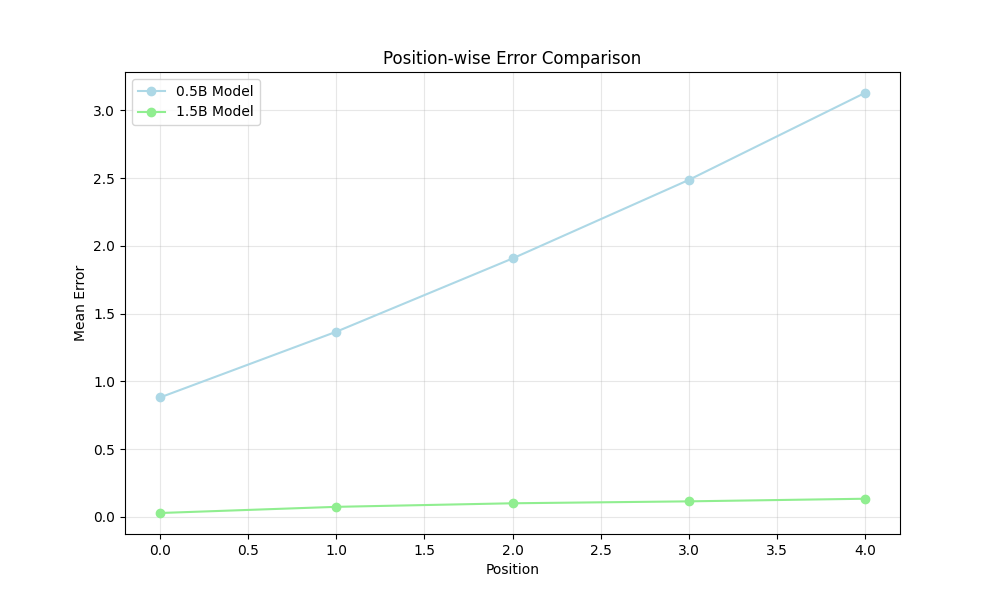 Position-wise Error Comparison
0.5B Model
1.5B Model
3.0
2.5
2.0
1.5
1.0
0.5
0.0
Mean Error
0.0 0.5 1.0 1.5 2.0 2.5 3.0 3.5 4.0
Position